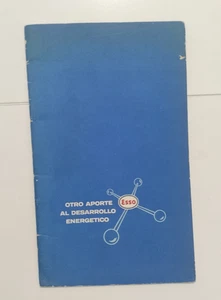 OTRO APORTE
AL DESARROLLO
ENERGETICO
Esso